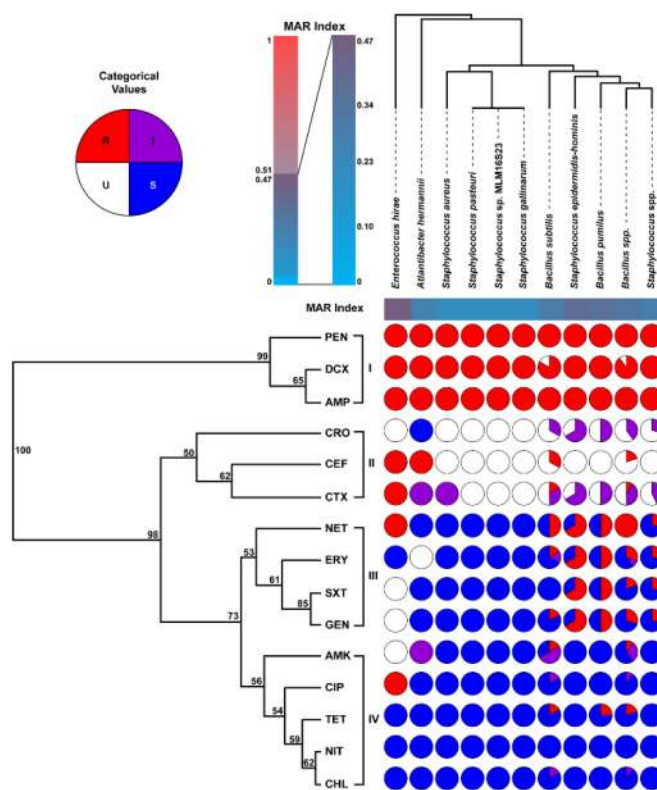 MAR Index
Categorical
Values
R
I
U
S
1
0.51
0.47
0
0.47
0.34
0.23
0.10
0
Enterococcus hirae
Atlantibacter hermannii
Staphylococcus aureus
Staphylococcus pasteuri
Staphylococcus sp. MLM16S23
Staphylococcus gallinarum
Bacillus subtilis
Staphylococcus epidermidis-hominis
Bacillus pumilus
Bacillus spp.
Staphylococcus spp.
MAR Index
PEN
99
DCX
I
65
AMP
100
CRO
50
CEF
II
62
CTX
98
NET
53
ERY
III
61
SXT
85
GEN
73
AMK
56
CIP
54
TET
IV
59
NIT
62
CHL